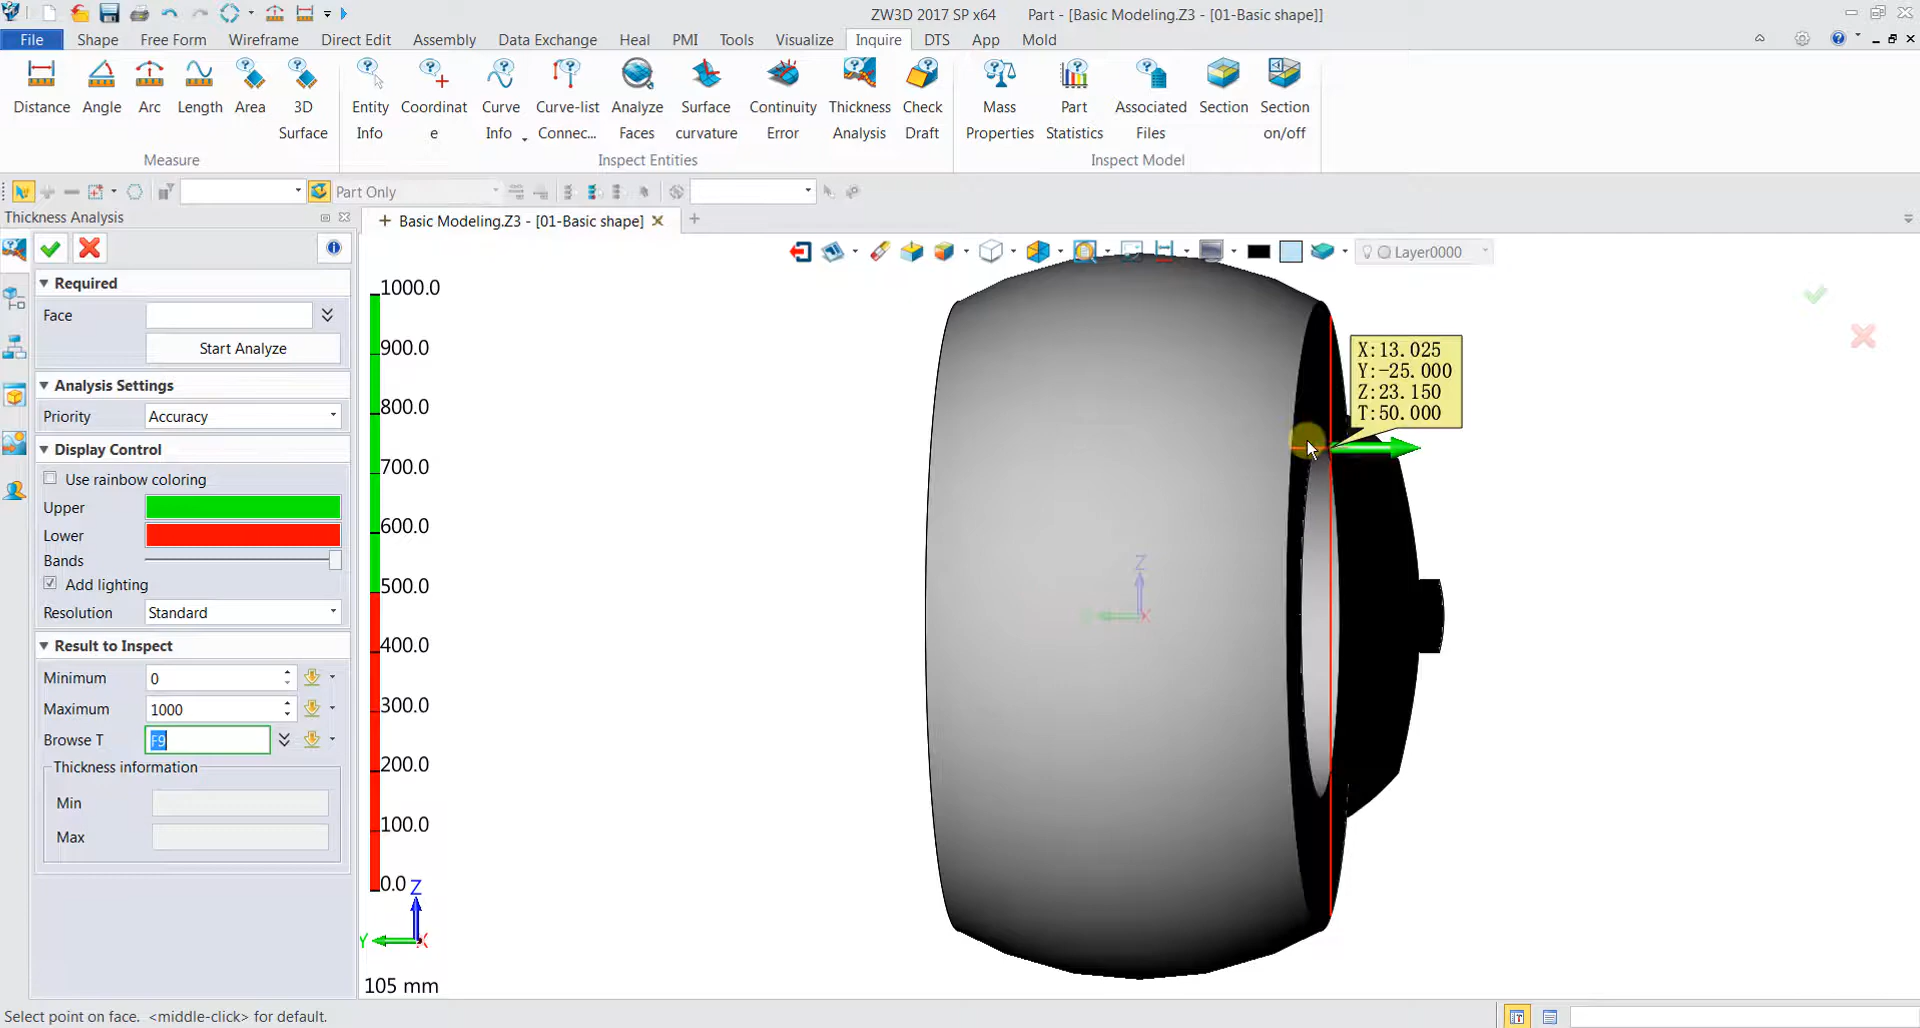 ZW3D 2017 SP x64 Part - [Basic Modeling.Z3 - [01-Basic shape]]
File Shape Free Form Wireframe Direct Edit Assembly Data Exchange Heal PMI Tools Visualize Inquire DTS App Mold
Distance Angle Arc Length Area 3D Surface
Entity Info Coordinat e Curve Info Curve-list Connec... Analyze Faces Surface curvature Continuity Error Thickness Analysis Check Draft
Mass Properties Part Statistics Associated Files Section Section on/off
Measure Inspect Entities Inspect Model
Part Only
Thickness Analysis
Basic Modeling.Z3 - [01-Basic shape]
Layer0000
Required
Face
Start Analyze
Analysis Settings
Priority Accuracy
Display Control
Use rainbow coloring
Upper
Lower
Bands
Add lighting
Resolution Standard
Result to Inspect
Minimum 0
Maximum 1000
Browse T F9
Thickness information
Min
Max
1000.0
900.0
800.0
700.0
600.0
500.0
400.0
300.0
200.0
100.0
0.0
Z
Y X
105 mm
X:13.025
Y:-25.000
Z:23.150
T:50.000
Z
X
Select point on face. <middle-click> for default.